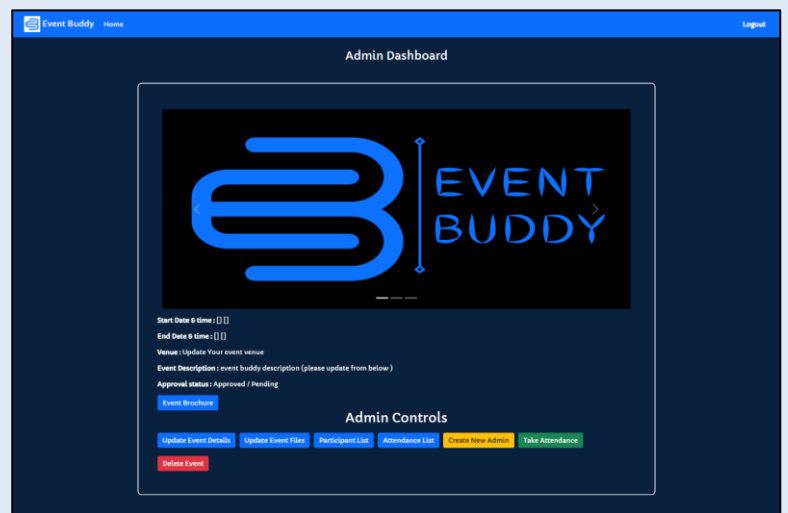 Event Buddy Home Logout
Admin Dashboard
EVENT
BUDDY
Start Date & time : [] []
End Date & time : [] []
Venue : Update Your event venue
Event Description : event buddy description (please update from below )
Approval status : Approved / Pending
Event Brochure
Admin Controls
Update Event Details Update Event Files Participant List Attendance List Create New Admin Take Attendance
Delete Event